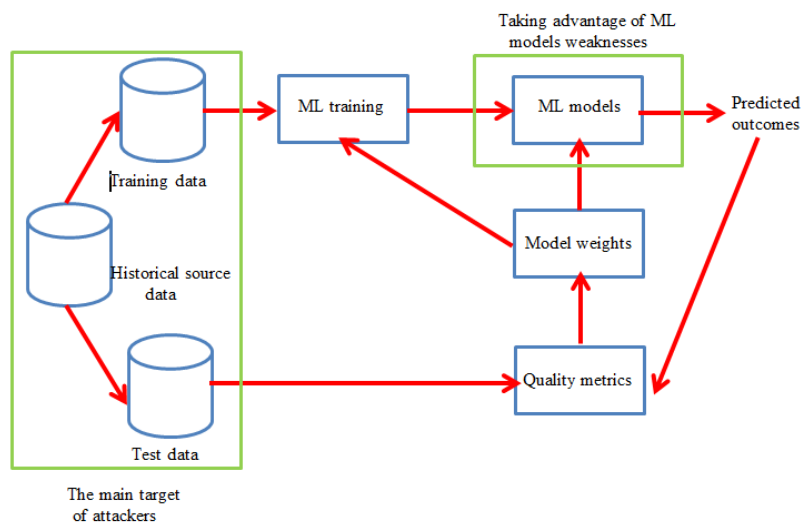 Taking advantage of ML
models weaknesses
ML training
ML models
Predicted
outcomes
Training data
Model weights
Historical source
data
Quality metrics
Test data
The main target
of attackers